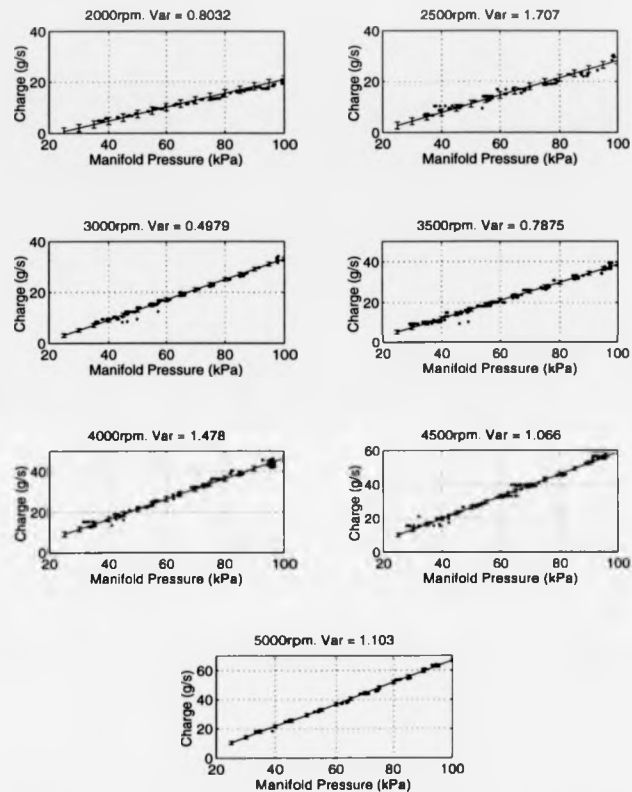 2000rpm. Var = 0.8032
Charge (g/s)
40
20
0
20 40 60 80 100
Manifold Pressure (kPa)
2500rpm. Var = 1.707
Charge (g/s)
40
20
0
20 40 60 80 100
Manifold Pressure (kPa)
3000rpm. Var = 0.4979
Charge (g/s)
40
20
0
20 40 60 80 100
Manifold Pressure (kPa)
3500rpm. Var = 0.7875
Charge (g/s)
40
20
0
20 40 60 80 100
Manifold Pressure (kPa)
4000rpm. Var = 1.478
Charge (g/s)
40
20
0
20 40 60 80 100
Manifold Pressure (kPa)
4500rpm. Var = 1.066
Charge (g/s)
60
40
20
0
20 40 60 80 100
Manifold Pressure (kPa)
5000rpm. Var = 1.103
Charge (g/s)
60
40
20
0
20 40 60 80 100
Manifold Pressure (kPa)